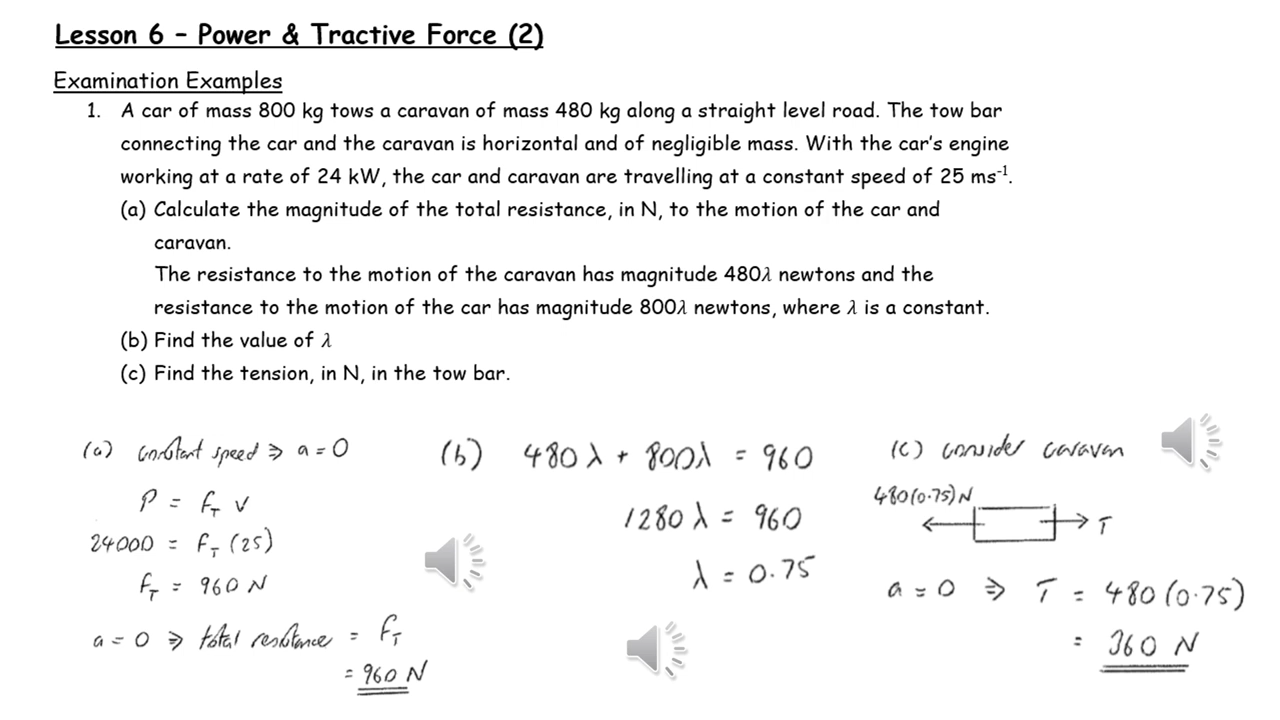 Lesson 6 – Power & Tractive Force (2)
Examination Examples
1. A car of mass 800 kg tows a caravan of mass 480 kg along a straight level road. The tow bar
connecting the car and the caravan is horizontal and of negligible mass. With the car's engine
working at a rate of 24 kW, the car and caravan are travelling at a constant speed of 25 ms⁻¹.
(a) Calculate the magnitude of the total resistance, in N, to the motion of the car and
caravan.
The resistance to the motion of the caravan has magnitude 480λ newtons and the
resistance to the motion of the car has magnitude 800λ newtons, where λ is a constant.
(b) Find the value of λ
(c) Find the tension, in N, in the tow bar.
(a) constant speed ⇒ a = 0
P = F_T v
24000 = F_T (25)
F_T = 960 N
a = 0 ⇒ total resistance = F_T
= 960 N
(b) 480λ + 800λ = 960
1280λ = 960
λ = 0.75
(c) consider caravan
480(0.75)N
T
a = 0 ⇒ T = 480(0.75)
= 360 N